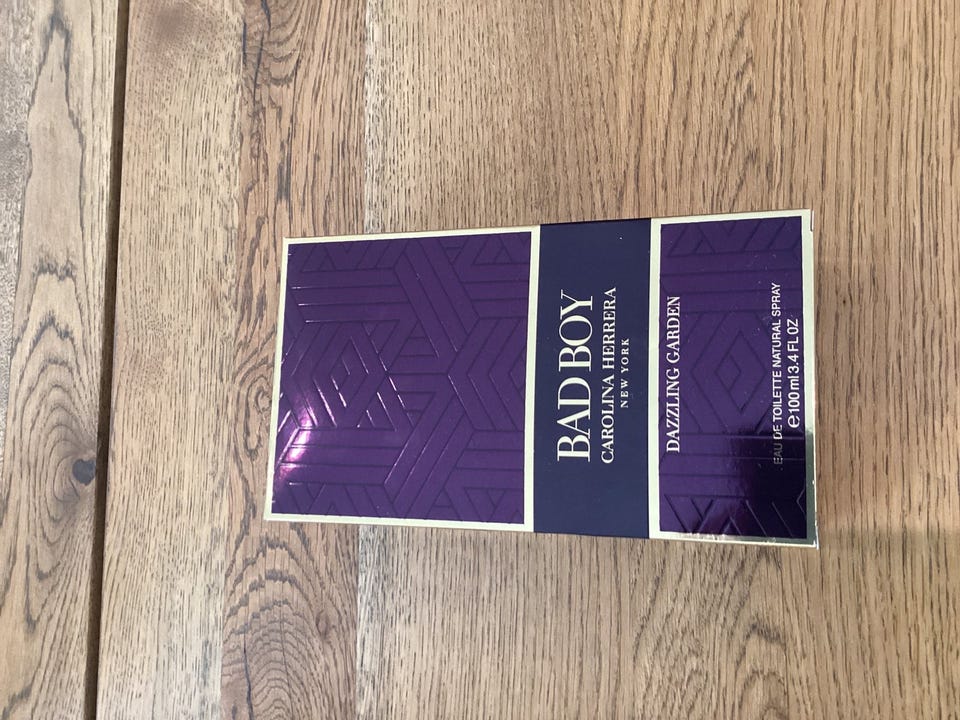 BAD BOY
CAROLINA HERRERA
NEW YORK
DAZZLING GARDEN
EAU DE TOILETTE NATURAL SPRAY
℮100 ml 3.4 FL OZ